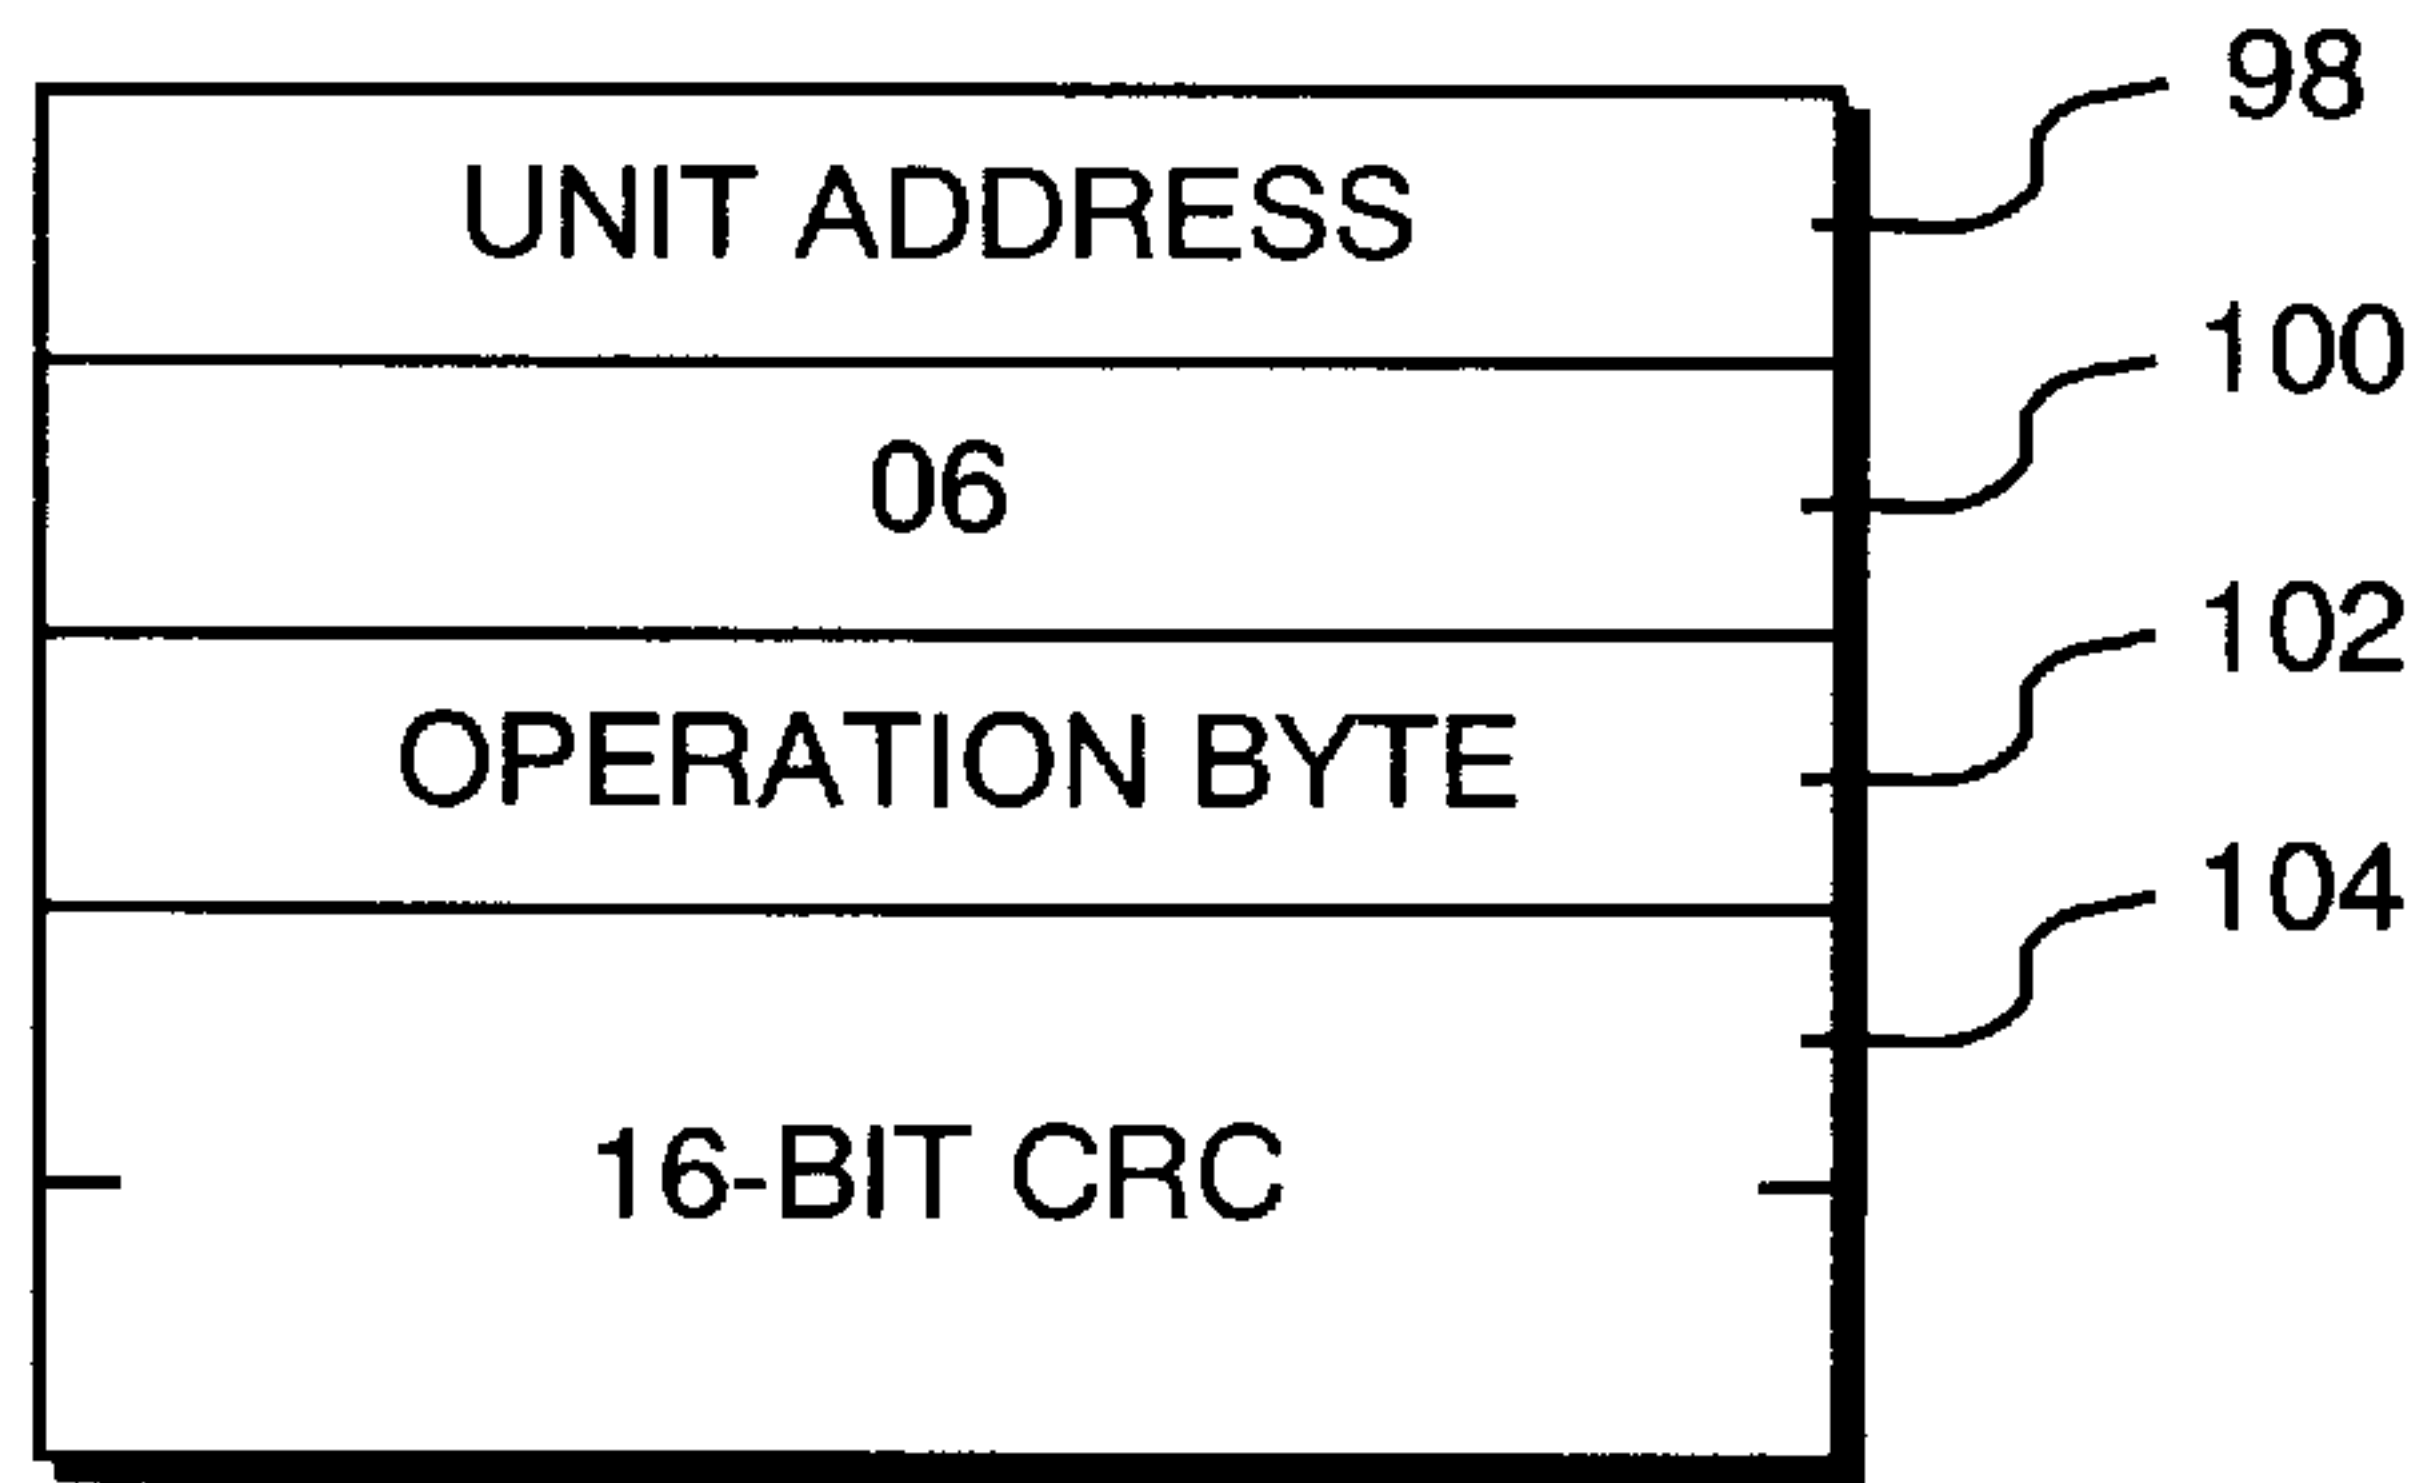 98
UNIT ADDRESS
100
06
102
OPERATION BYTE
104
16-BIT CRC